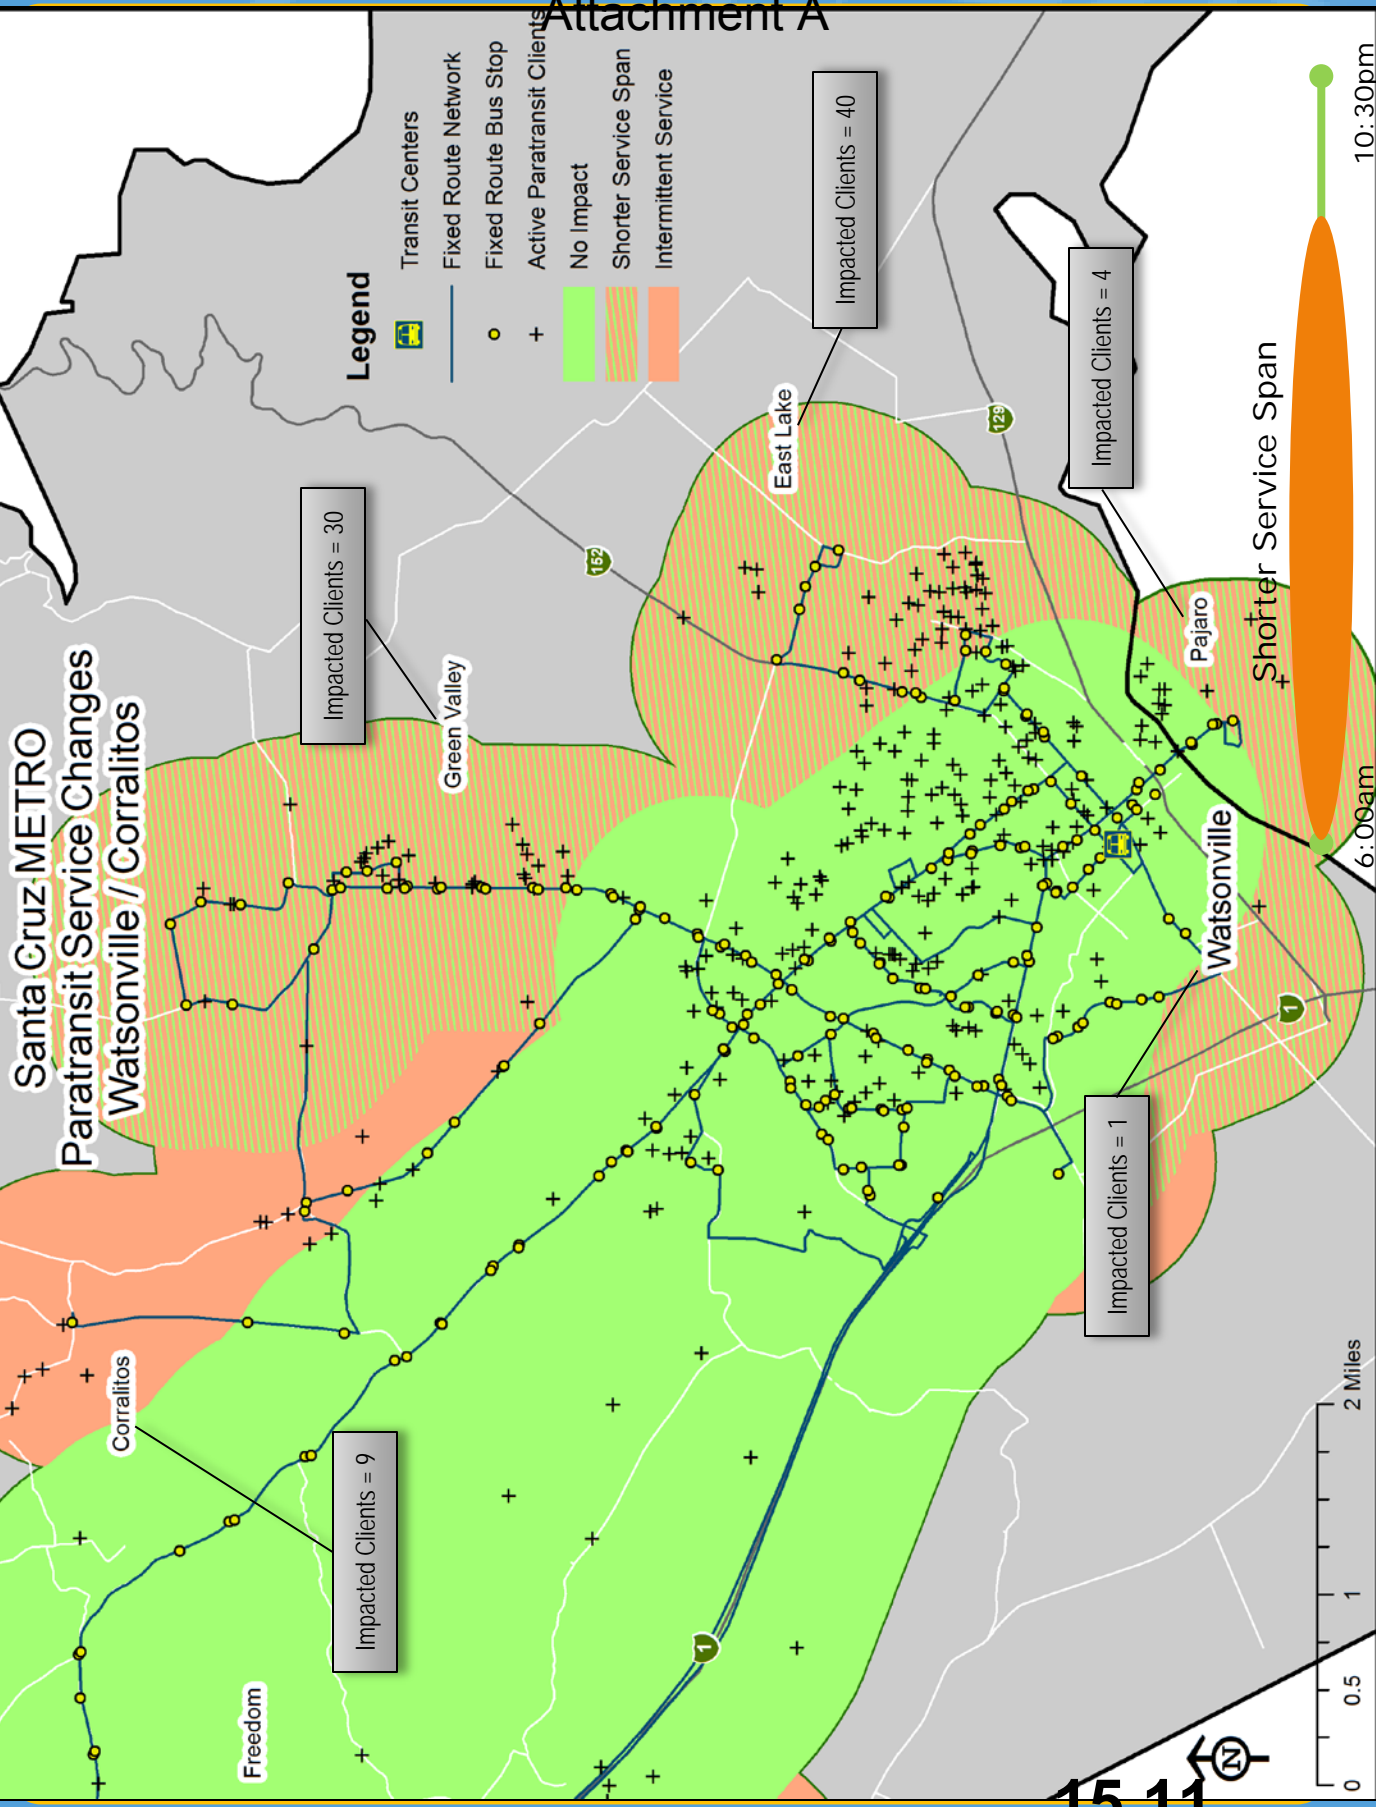 Attachment A
Santa Cruz METRO
Paratransit Service Changes
Watsonville / Corralitos
Legend
Transit Centers
Fixed Route Network
Fixed Route Bus Stop
Active Paratransit Clients
No Impact
Shorter Service Span
Intermittent Service
Impacted Clients = 30
Green Valley
152
Impacted Clients = 40
East Lake
129
Impacted Clients = 4
Pajaro
Impacted Clients = 9
Corralitos
Freedom
1
Impacted Clients = 1
Watsonville
1
Shorter Service Span
6:00am
10:30pm
0 0.5 1 2 Miles
N
15.11